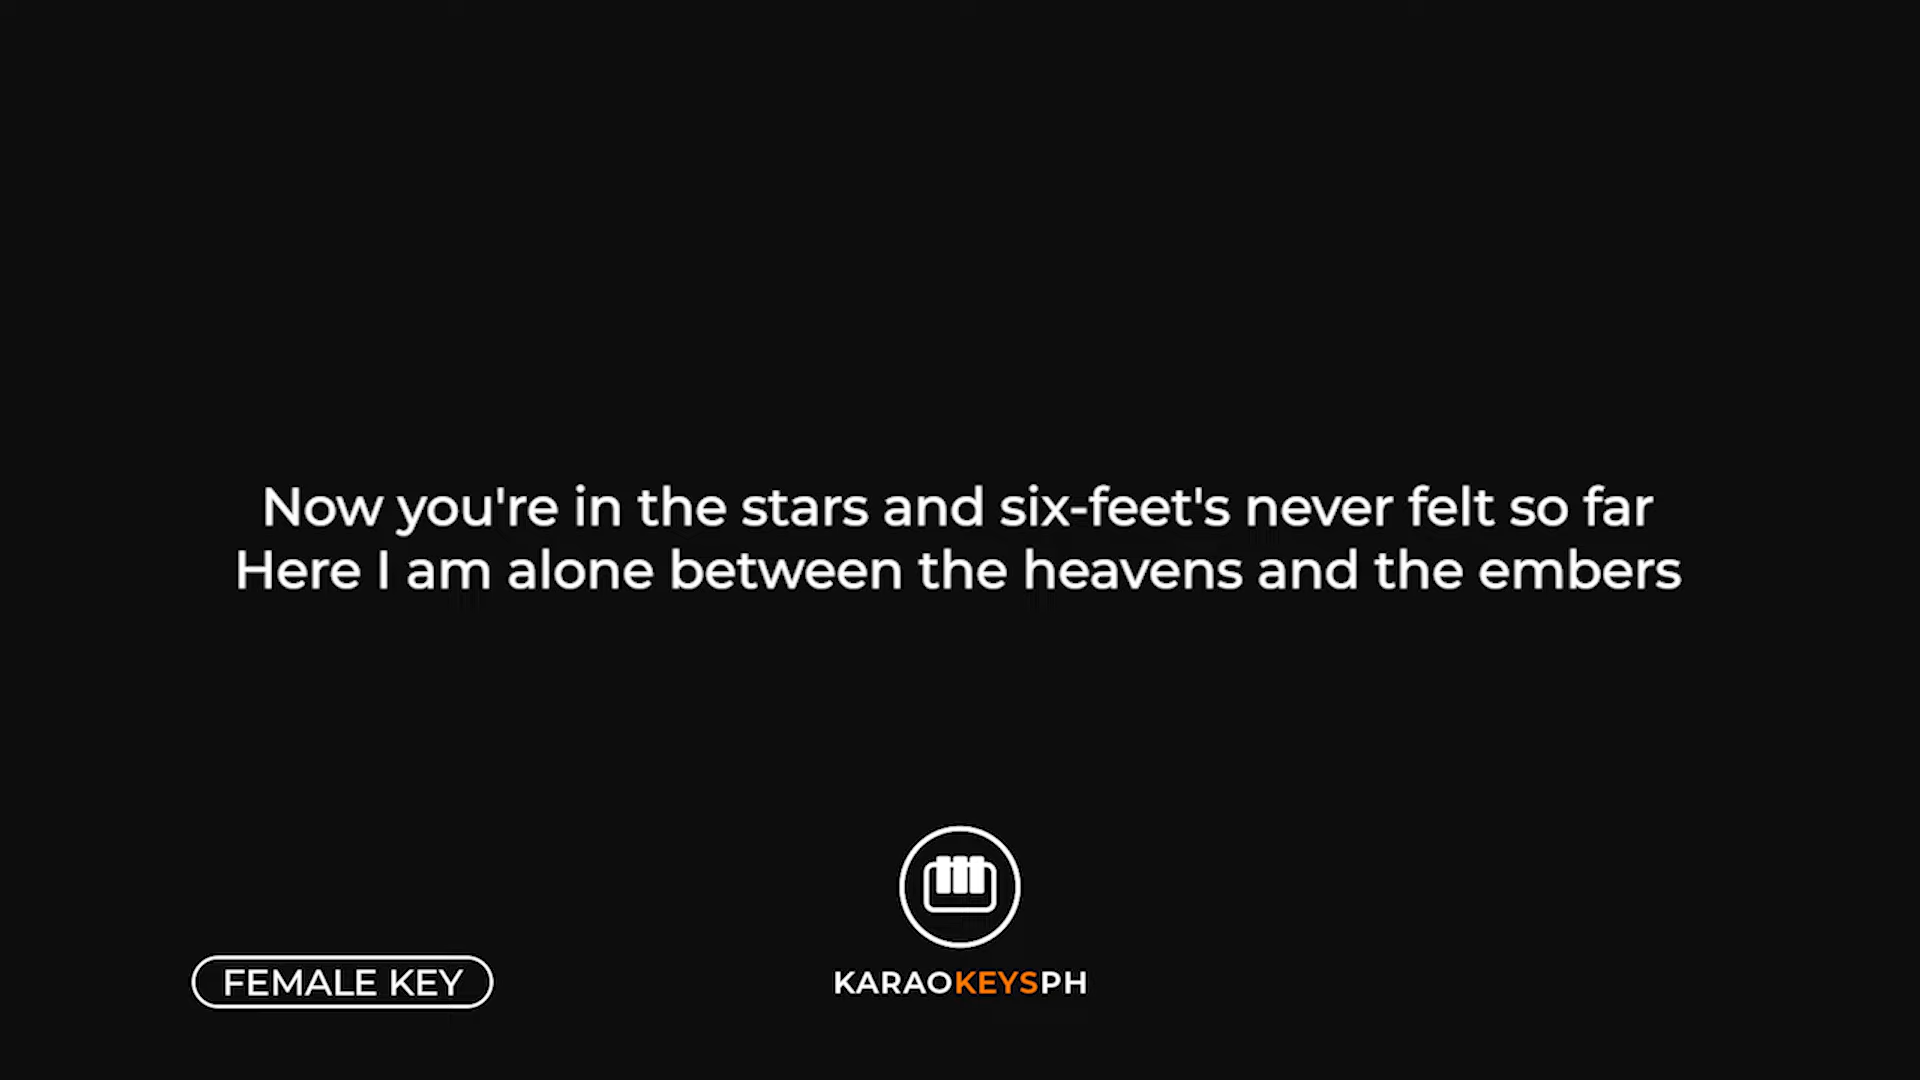 Now you're in the stars and six-feet's never felt so far
Here I am alone between the heavens and the embers
FEMALE KEY
KARAOKEYSPH